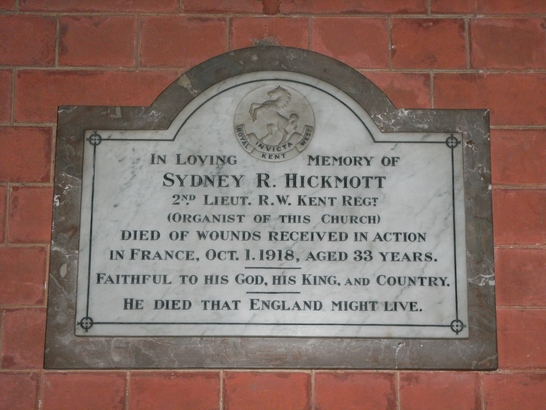 INVICTA
ROYAL KENT WEST
IN LOVING MEMORY OF
SYDNEY R. HICKMOTT
2ND LIEUT. R.W. KENT REGT.
(ORGANIST OF THIS CHURCH)
DIED OF WOUNDS RECEIVED IN ACTION
IN FRANCE, OCT. 1. 1918, AGED 33 YEARS.
FAITHFUL TO HIS GOD, HIS KING, AND COUNTRY.
HE DIED THAT ENGLAND MIGHT LIVE.